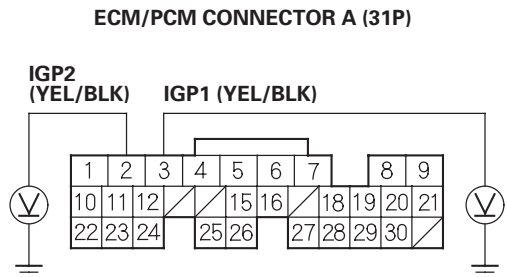 ECM/PCM CONNECTOR A (31P)
IGP2
(YEL/BLK) IGP1 (YEL/BLK)
1 2 3 4 5 6 7 8 9
V 10 11 12 15 16 18 19 20 21 V
22 23 24 25 26 27 28 29 30